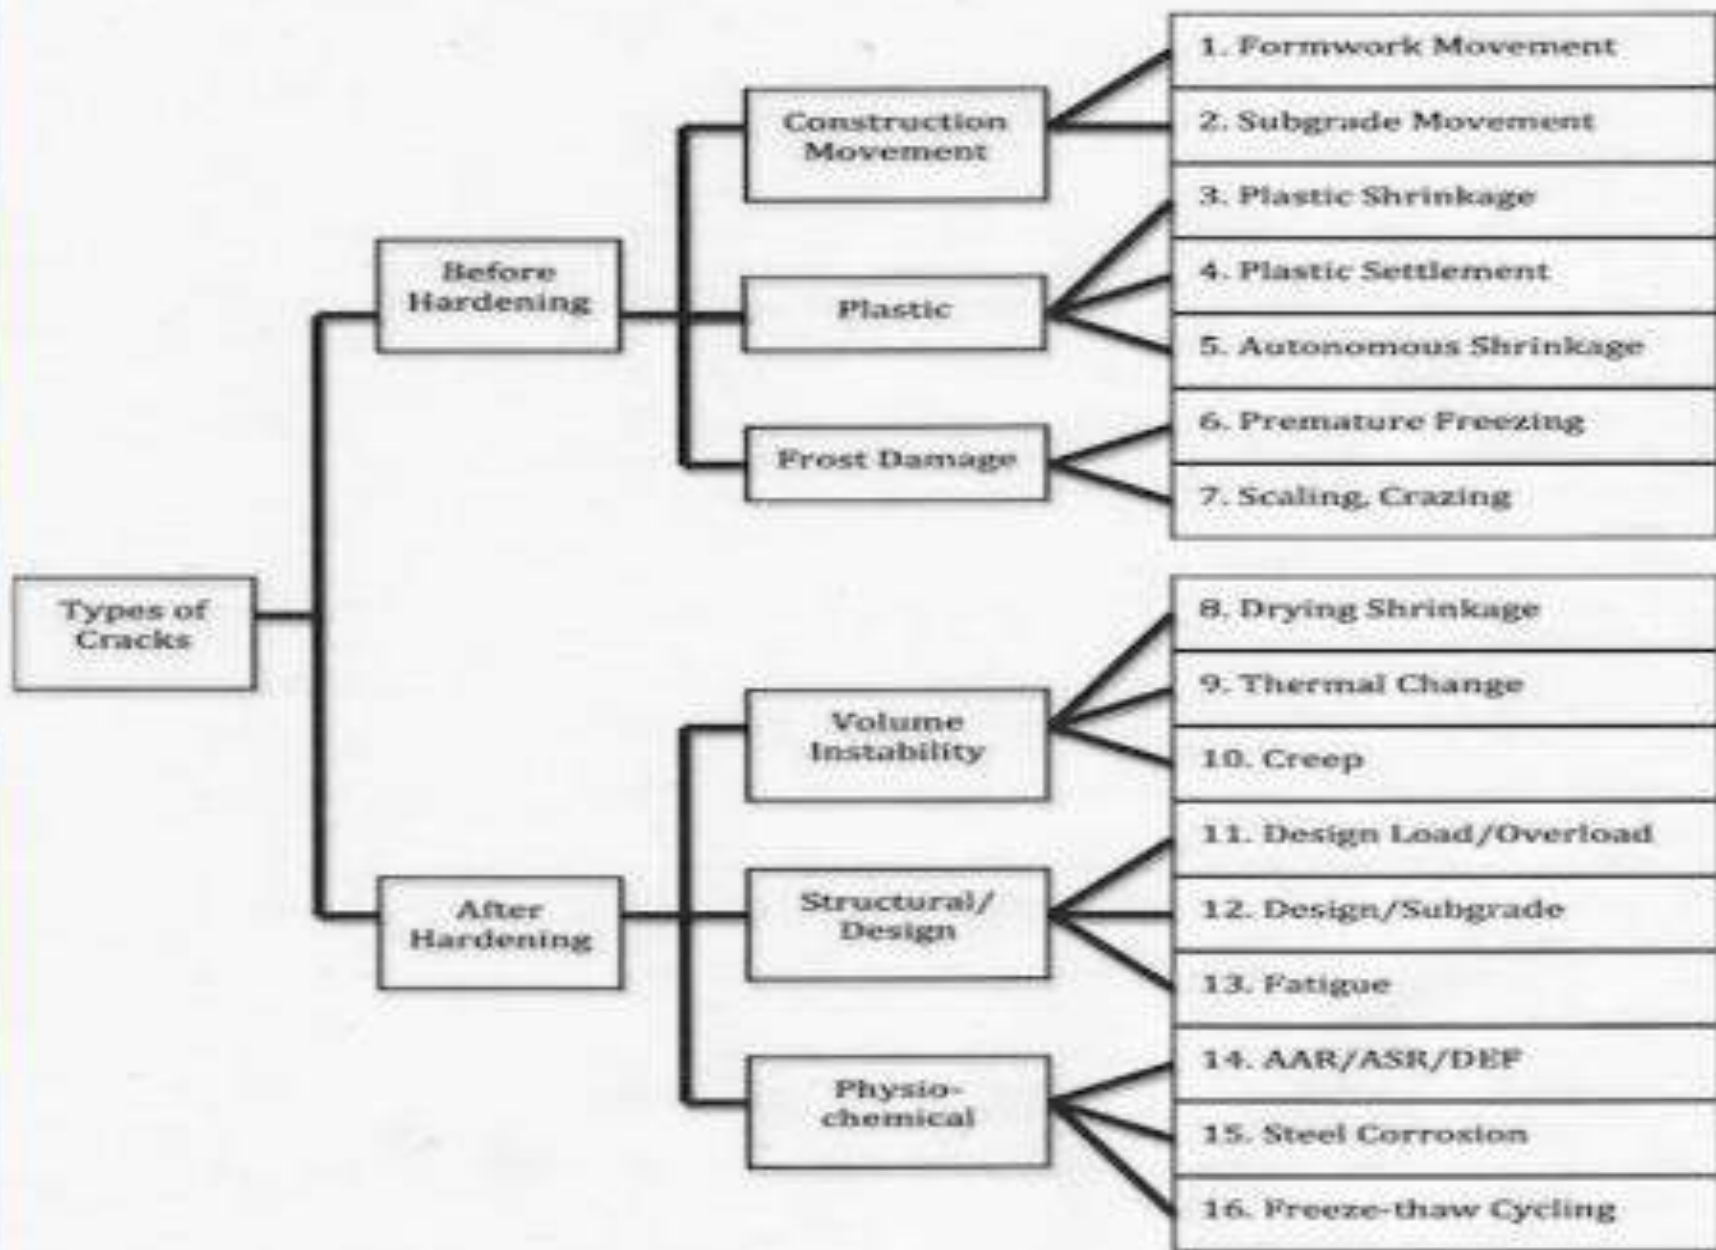 Types of
Cracks
Before
Hardening
After
Hardening
Construction
Movement
Plastic
Frost Damage
Volume
Instability
Structural/
Design
Physio-
chemical
1. Formwork Movement
2. Subgrade Movement
3. Plastic Shrinkage
4. Plastic Settlement
5. Autonomous Shrinkage
6. Premature Freezing
7. Scaling, Crazing
8. Drying Shrinkage
9. Thermal Change
10. Creep
11. Design Load/Overload
12. Design/Subgrade
13. Fatigue
14. AAR/ASR/DEF
15. Steel Corrosion
16. Freeze-thaw Cycling